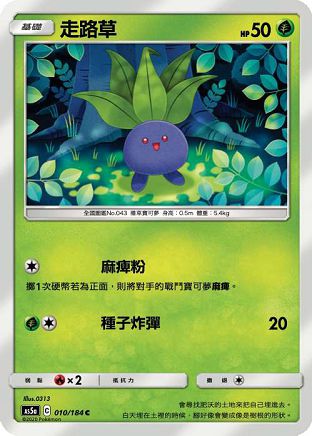 基礎
走路草
HP 50
全國圖鑑No.043 種草寶可夢 身高：0.5m 體重：5.4kg
麻痺粉
擲1次硬幣若為正面，則將對手的戰鬥寶可夢麻痺。
種子炸彈 20
弱點 ×2 抵抗力 撤退
Illus.0313
AS5a C 010/184 C
©2020 Pokémon
會尋找肥沃的土地來把自己埋進去。
白天埋在土裡的時候，腳好像會變成像是樹根的形狀。